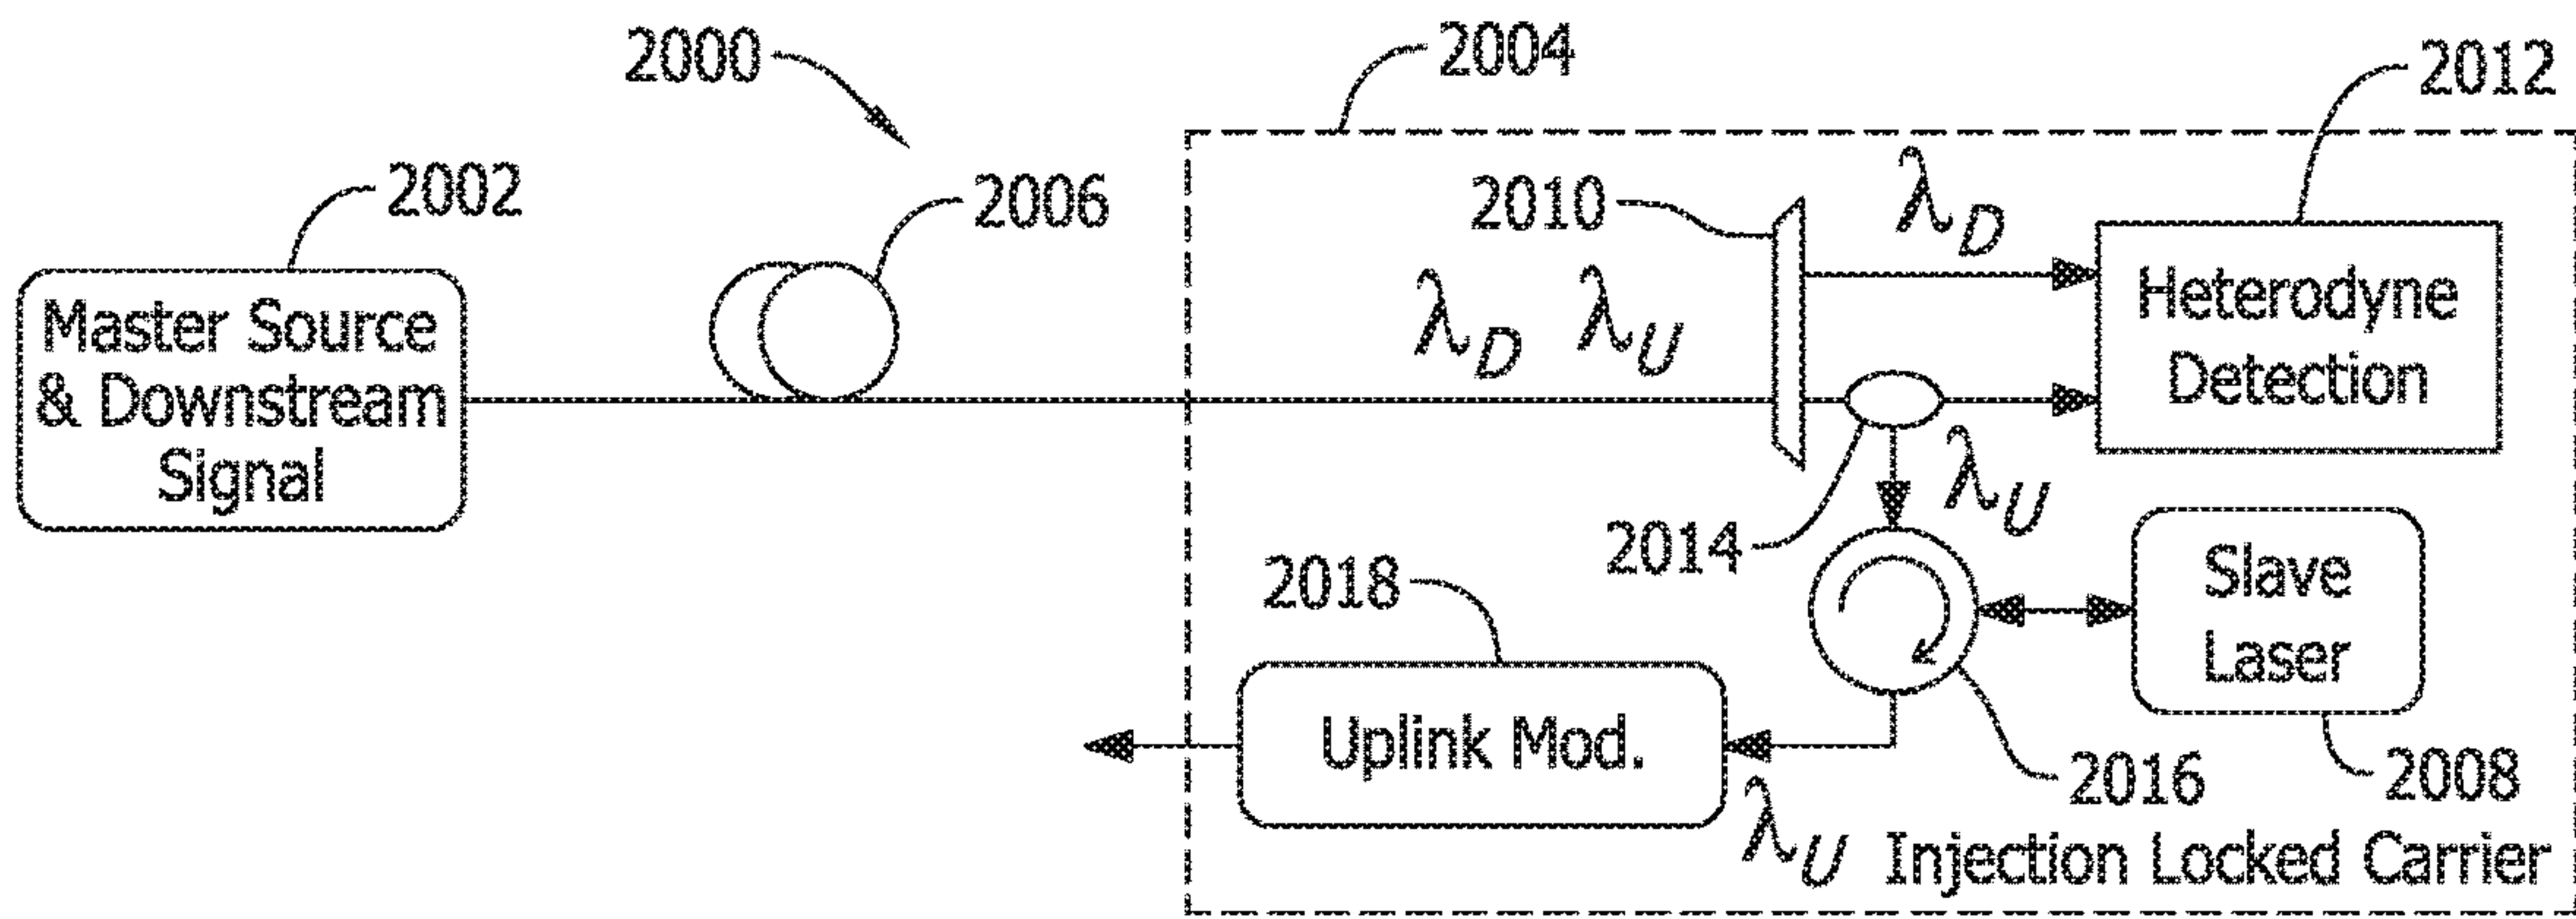 2000
2004
2012
2002
2006
2010
λD
Master Source
& Downstream
Signal
λD λU
Heterodyne
Detection
2014
λU
2018
Slave
Laser
Uplink Mod.
2016
2008
λU Injection Locked Carrier